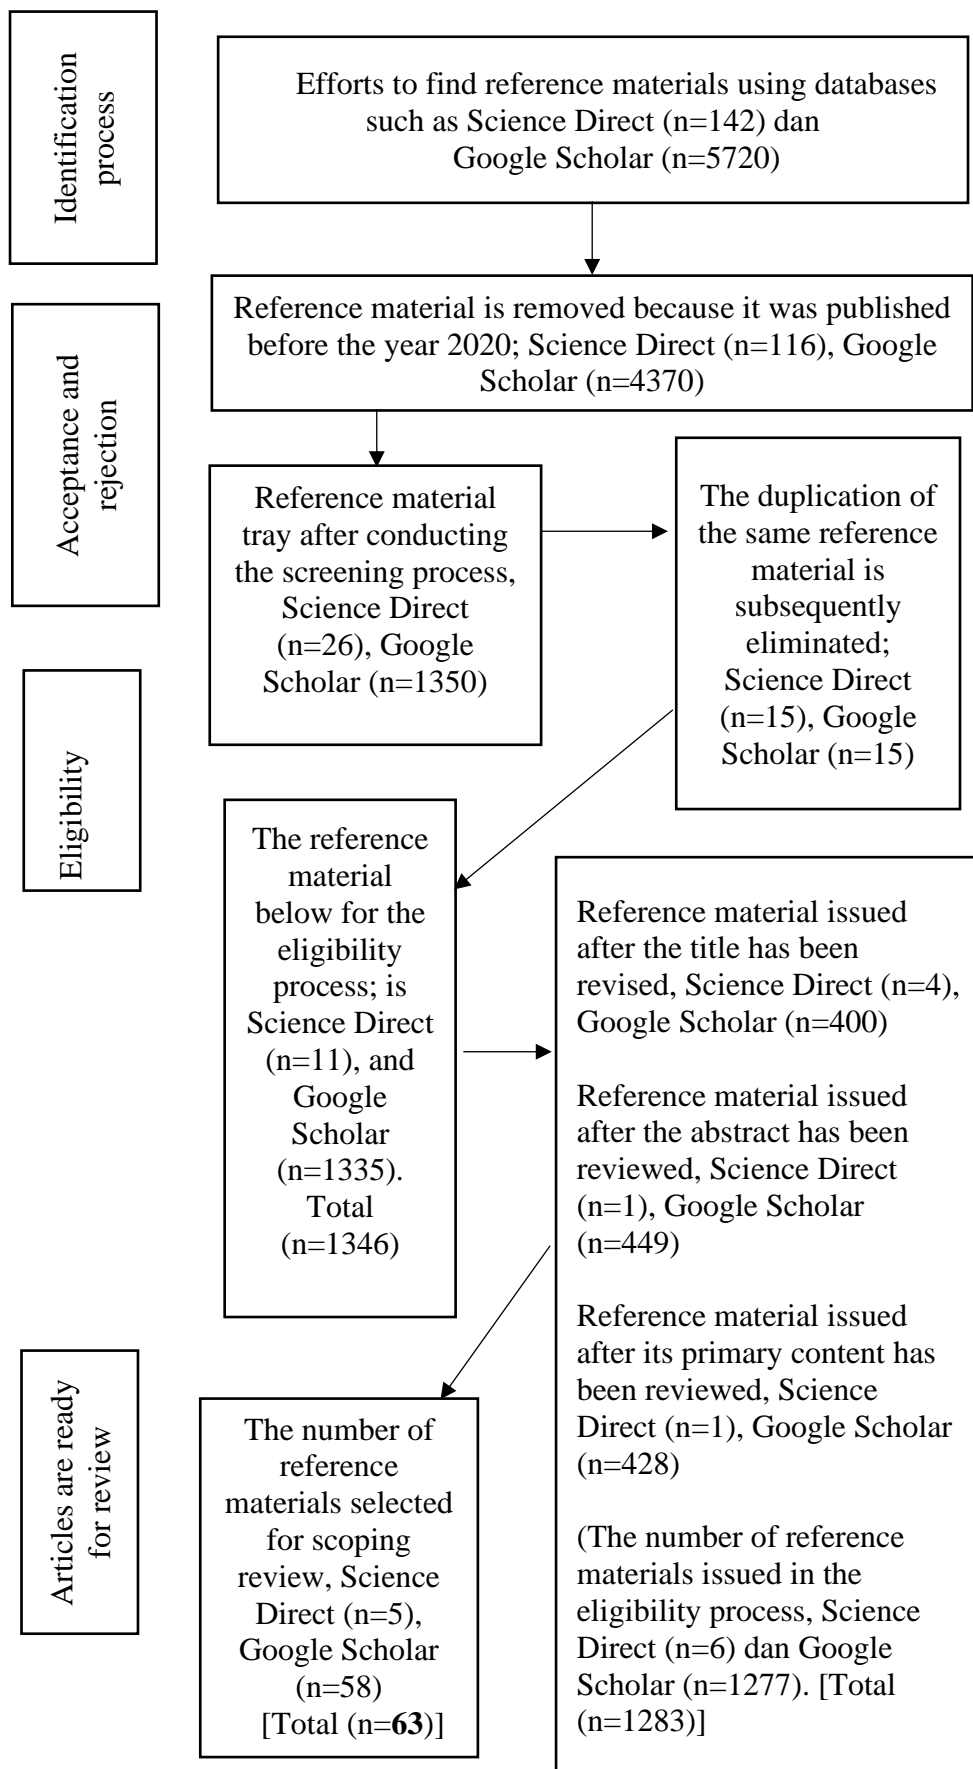 Identification
process
Efforts to find reference materials using databases
such as Science Direct (n=142) dan
Google Scholar (n=5720)
Acceptance and
rejection
Reference material is removed because it was published
before the year 2020; Science Direct (n=116), Google
Scholar (n=4370)
Reference material
tray after conducting
the screening process,
Science Direct
(n=26), Google
Scholar (n=1350)
The duplication of
the same reference
material is
subsequently
eliminated;
Science Direct
(n=15), Google
Scholar (n=15)
Eligibility
The reference
material
below for the
eligibility
process; is
Science Direct
(n=11), and
Google
Scholar
(n=1335).
Total
(n=1346)
Reference material issued
after the title has been
revised, Science Direct (n=4),
Google Scholar (n=400)
Reference material issued
after the abstract has been
reviewed, Science Direct
(n=1), Google Scholar
(n=449)
Reference material issued
after its primary content has
been reviewed, Science
Direct (n=1), Google Scholar
(n=428)
(The number of reference
materials issued in the
eligibility process, Science
Direct (n=6) dan Google
Scholar (n=1277). [Total
(n=1283)]
Articles are ready
for review
The number of
reference
materials selected
for scoping
review, Science
Direct (n=5),
Google Scholar
(n=58)
[Total (n=63)]